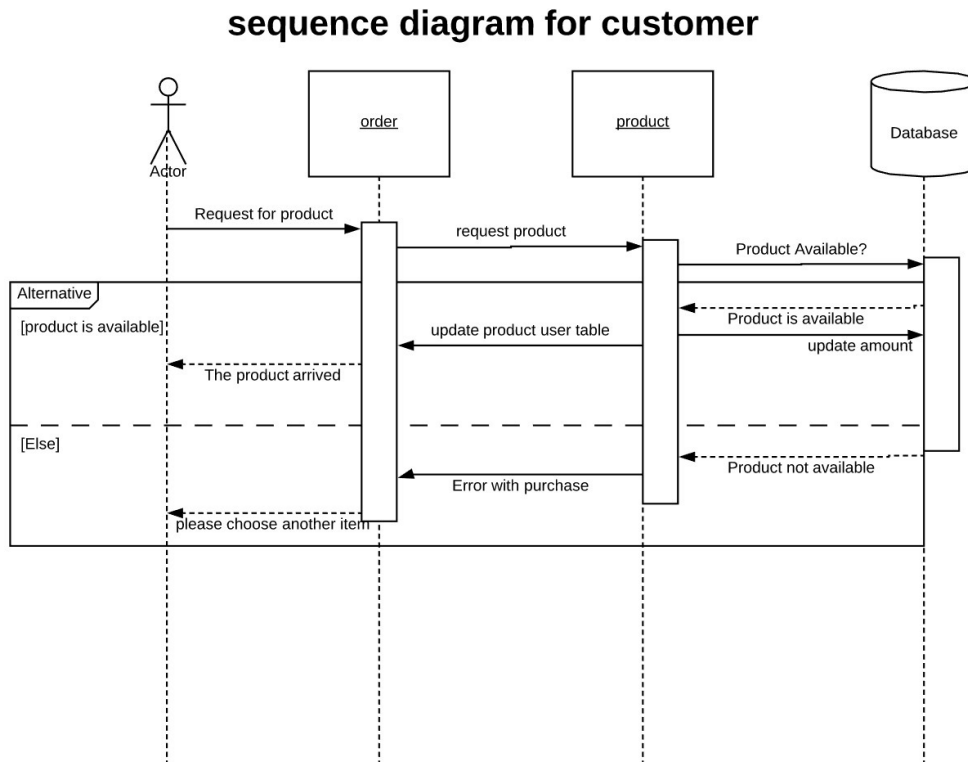 sequence diagram for customer
order
product
Database
Actor
Request for product
request product
Product Available?
Alternative
[product is available]
Product is available
update product user table
update amount
The product arrived
[Else]
Product not available
Error with purchase
please choose another item